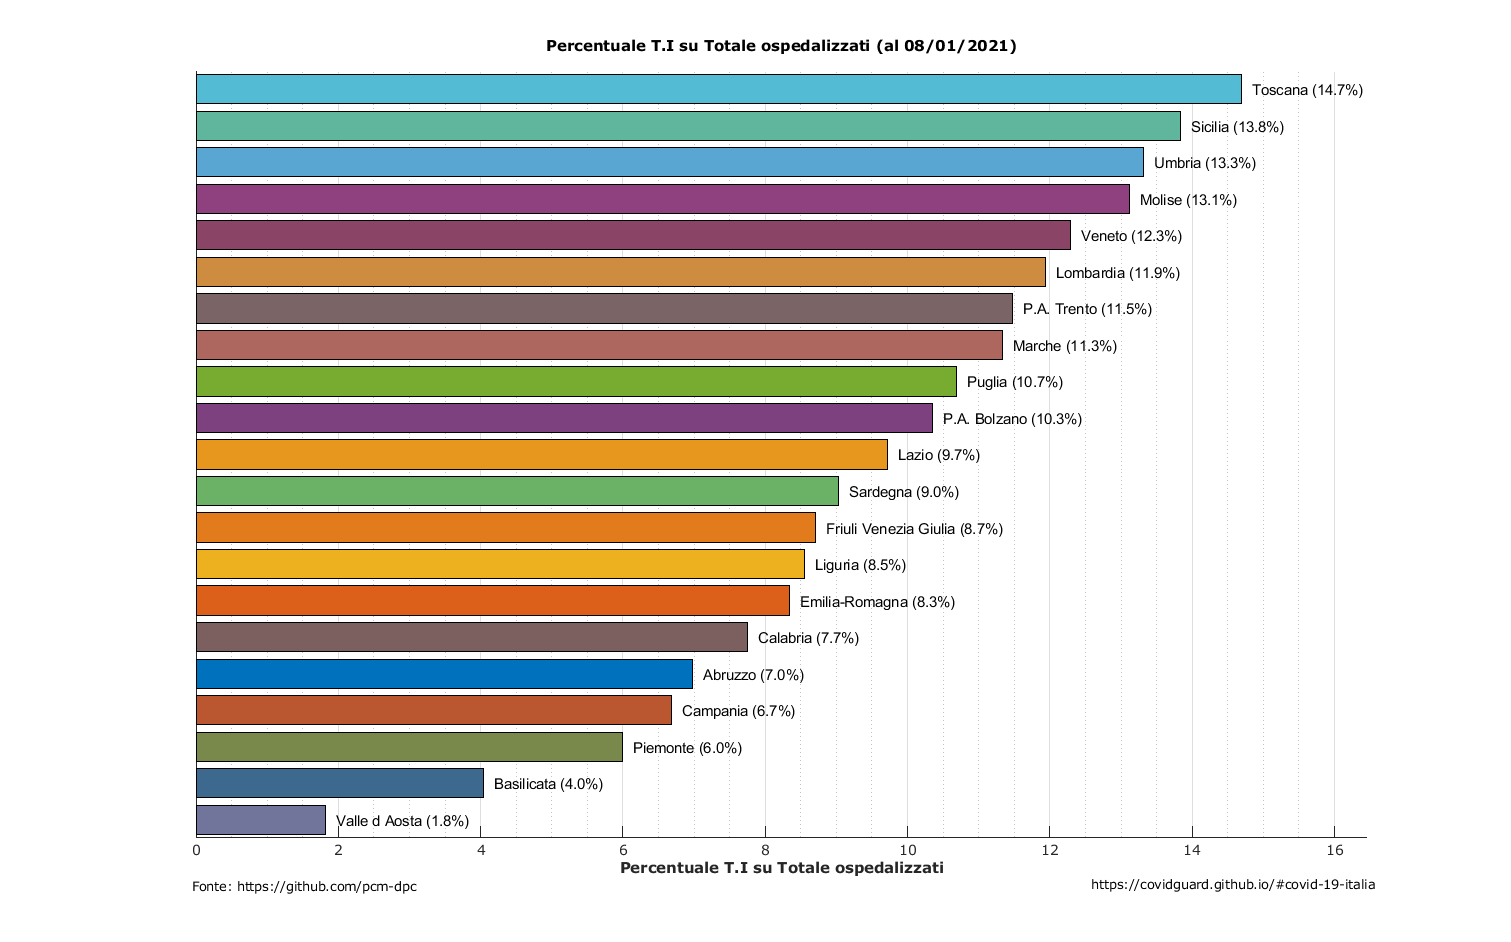 Percentuale T.I su Totale ospedalizzati (al 08/01/2021)
Toscana (14.7%)
Sicilia (13.8%)
Umbria (13.3%)
Molise (13.1%)
Veneto (12.3%)
Lombardia (11.9%)
P.A. Trento (11.5%)
Marche (11.3%)
Puglia (10.7%)
P.A. Bolzano (10.3%)
Lazio (9.7%)
Sardegna (9.0%)
Friuli Venezia Giulia (8.7%)
Liguria (8.5%)
Emilia-Romagna (8.3%)
Calabria (7.7%)
Abruzzo (7.0%)
Campania (6.7%)
Piemonte (6.0%)
Basilicata (4.0%)
Valle d Aosta (1.8%)
0 2 4 6 8 10 12 14 16
Percentuale T.I su Totale ospedalizzati
Fonte: https://github.com/pcm-dpc
https://covidguard.github.io/#covid-19-italia